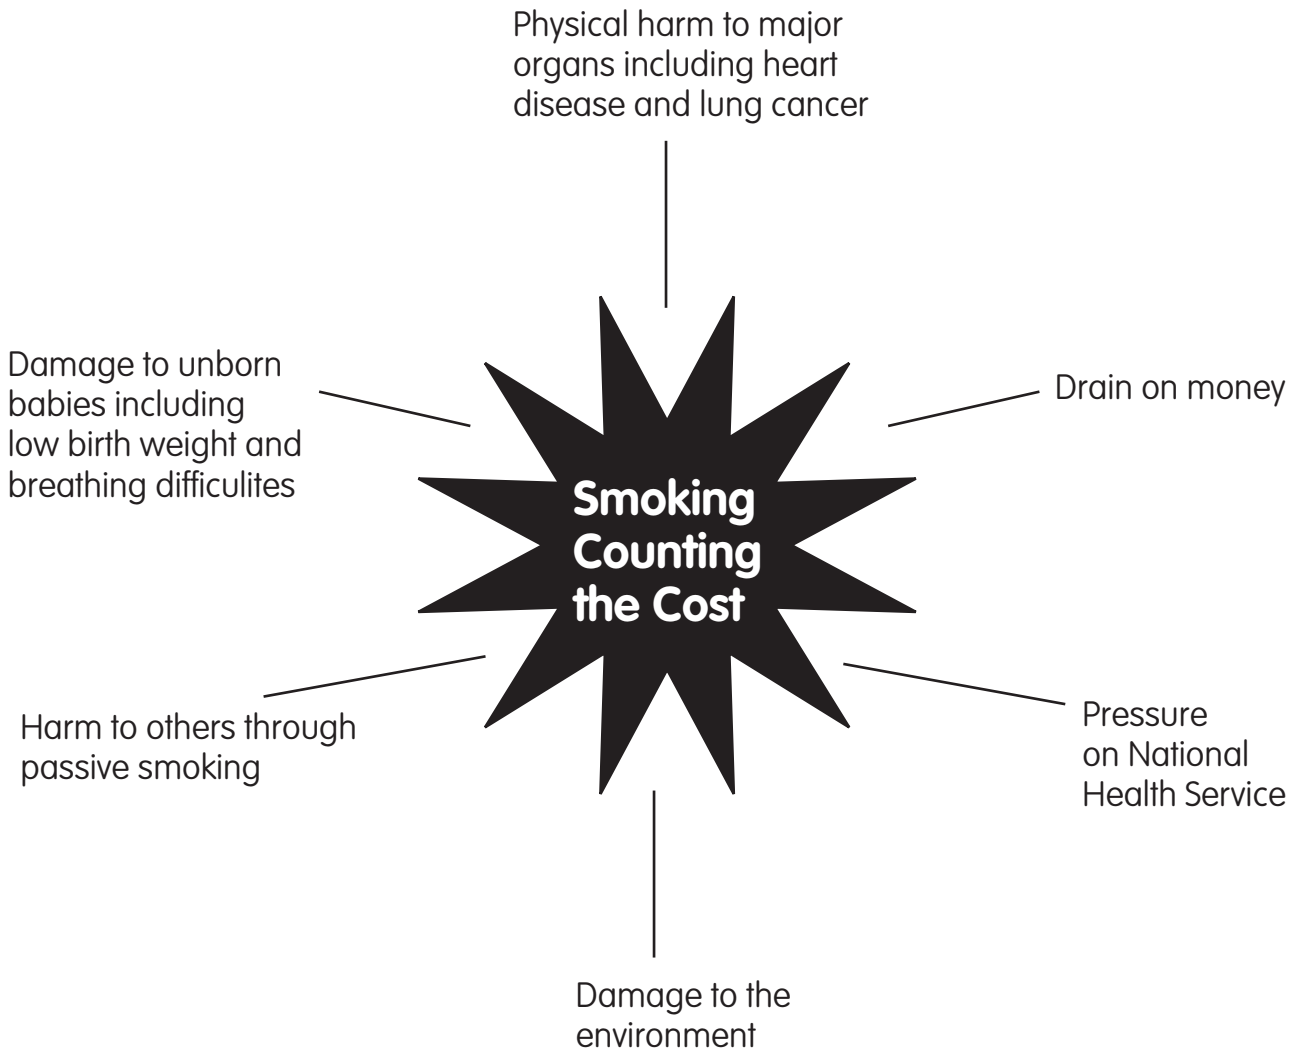 Physical harm to major
organs including heart
disease and lung cancer
Damage to unborn
babies including
low birth weight and
breathing difficulites
Drain on money
Smoking
Counting
the Cost
Harm to others through
passive smoking
Pressure
on National
Health Service
Damage to the
environment